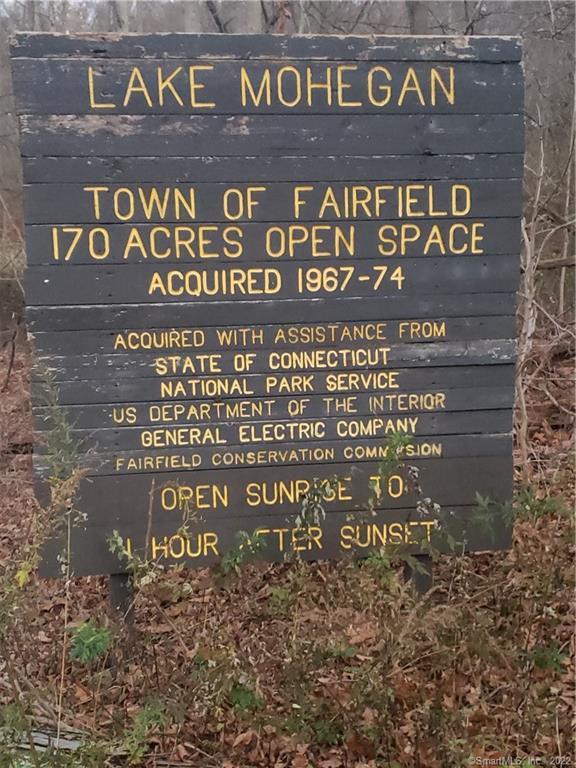 LAKE MOHEGAN
TOWN OF FAIRFIELD
170 ACRES OPEN SPACE
ACQUIRED 1967-74
ACQUIRED WITH ASSISTANCE FROM
STATE OF CONNECTICUT
NATIONAL PARK SERVICE
US DEPARTMENT OF THE INTERIOR
GENERAL ELECTRIC COMPANY
FAIRFIELD CONSERVATION COMMISSION
OPEN SUNRISE TO
1 HOUR AFTER SUNSET
©SmartMLS, Inc. 2022